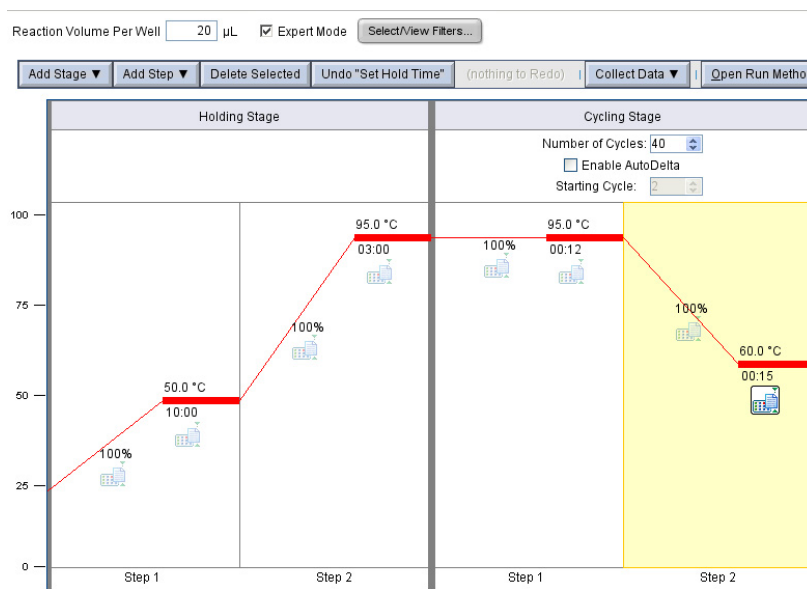 Reaction Volume Per Well 20 µL Expert Mode Select/View Filters...
Add Stage ▼ Add Step ▼ Delete Selected Undo "Set Hold Time" (nothing to Redo) Collect Data ▼ Open Run Metho
Holding Stage Cycling Stage
Number of Cycles: 40
Enable AutoDelta
Starting Cycle: 2
100
75
50
25
0
100%
50.0 °C
10:00
100%
95.0 °C
03:00
100%
95.0 °C
00:12
100%
60.0 °C
00:15
Step 1 Step 2 Step 1 Step 2